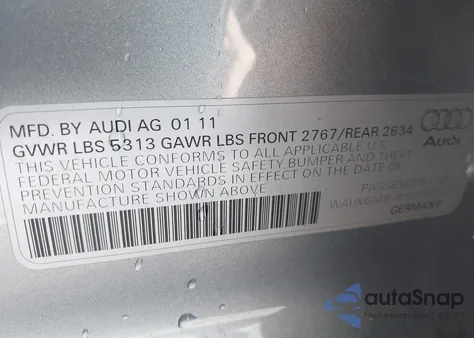 MFD. BY AUDI AG 01 11
GVWR LBS 5313 GAWR LBS FRONT 2767/REAR 2634
THIS VEHICLE CONFORMS TO ALL APPLICABLE U.S.
FEDERAL MOTOR VEHICLE SAFETY BUMPER AND THEFT
PREVENTION STANDARDS IN EFFECT ON THE DATE OF
MANUFACTURE SHOWN ABOVE
Audi
PASSENGER
GERMANY
autoSnap